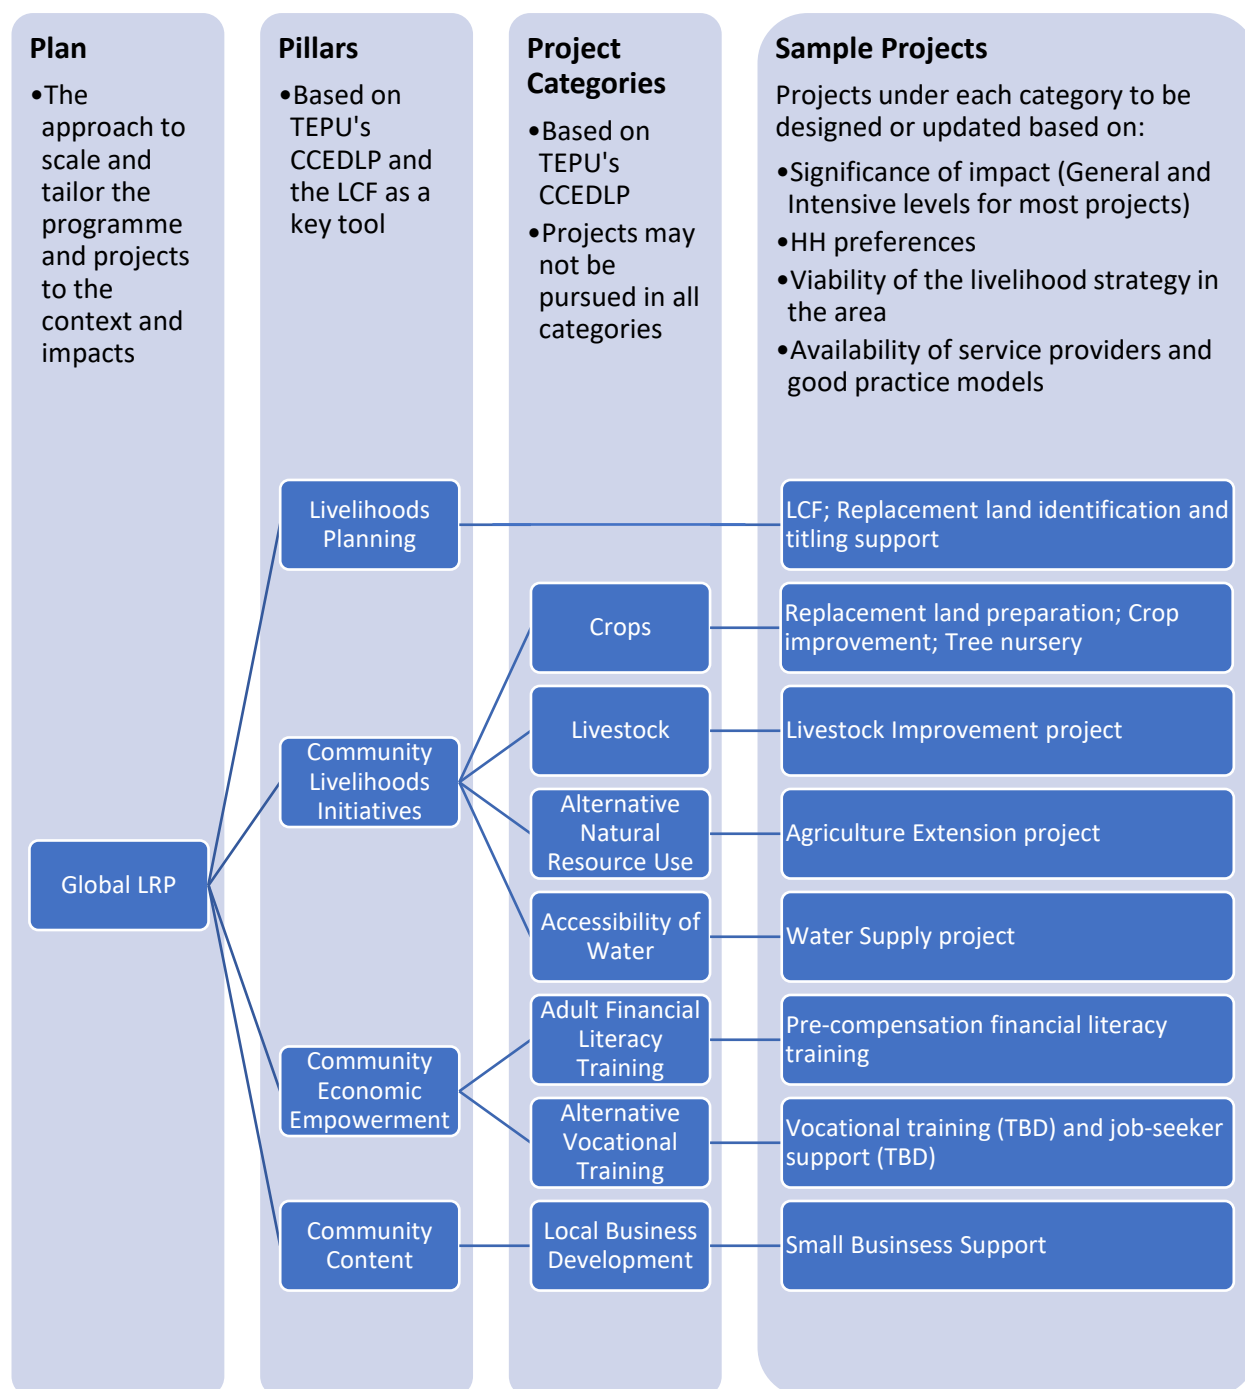 Plan
•The
approach to
scale and
tailor the
programme
and projects
to the
context and
impacts
Pillars
•Based on
TEPU's
CCEDLP and
the LCF as a
key tool
Project
Categories
•Based on
TEPU's
CCEDLP
•Projects may
not be
pursued in all
categories
Sample Projects
Projects under each category to be
designed or updated based on:
•Significance of impact (General and
Intensive levels for most projects)
•HH preferences
•Viability of the livelihood strategy in
the area
•Availability of service providers and
good practice models
Global LRP
Livelihoods
Planning
LCF; Replacement land identification and
titling support
Community
Livelihoods
Initiatives
Crops
Replacement land preparation; Crop
improvement; Tree nursery
Livestock
Livestock Improvement project
Alternative
Natural
Resource Use
Agriculture Extension project
Accessibility of
Water
Water Supply project
Community
Economic
Empowerment
Adult Financial
Literacy
Training
Pre-compensation financial literacy
training
Alternative
Vocational
Training
Vocational training (TBD) and job-seeker
support (TBD)
Community
Content
Local Business
Development
Small Businsess Support